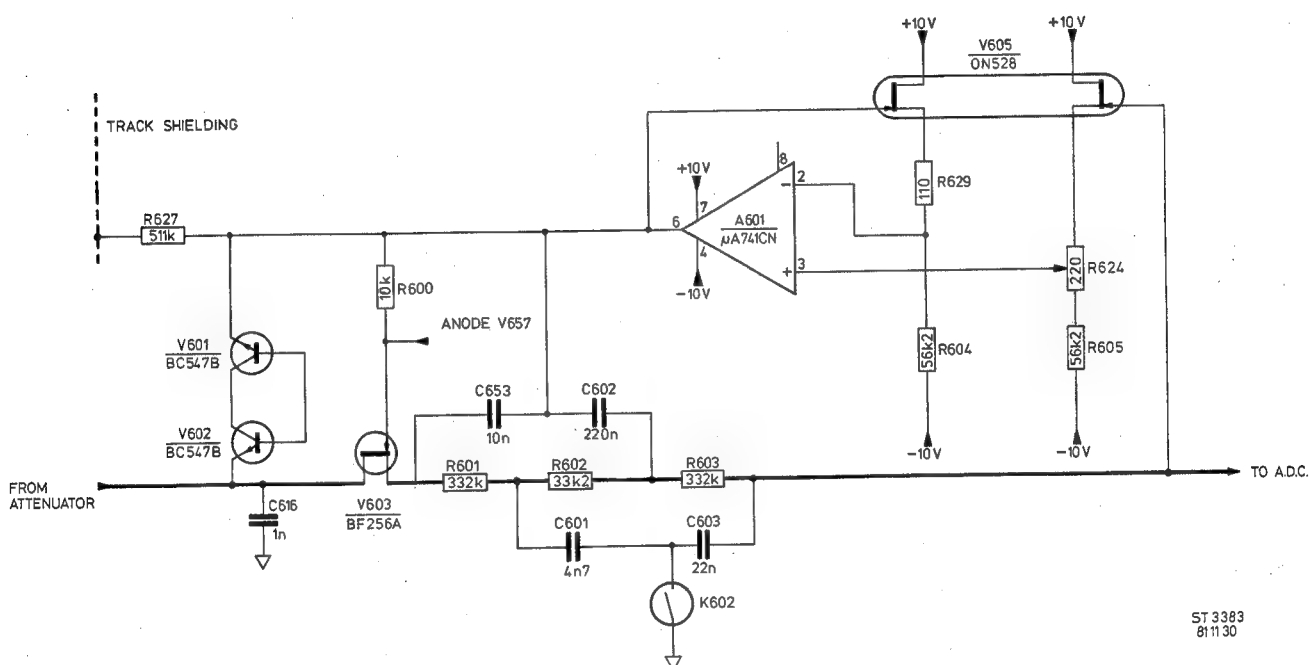 +10V
+10V
V605
ON528
TRACK SHIELDING
8
+10V
2
110
R629
R627
511k
7
6
A601
µA741CN
4
−
+
3
-10V
220
R624
10k
R600
ANODE V657
V601
BC547B
56k2
R604
56k2
R605
C653
10n
C602
220n
V602
BC547B
-10V
-10V
R601
332k
R602
33k2
R603
332k
FROM
ATTENUATOR
TO A.D.C.
C616
1n
V603
BF256A
C601
4n7
C603
22n
K602
ST 3383
811130